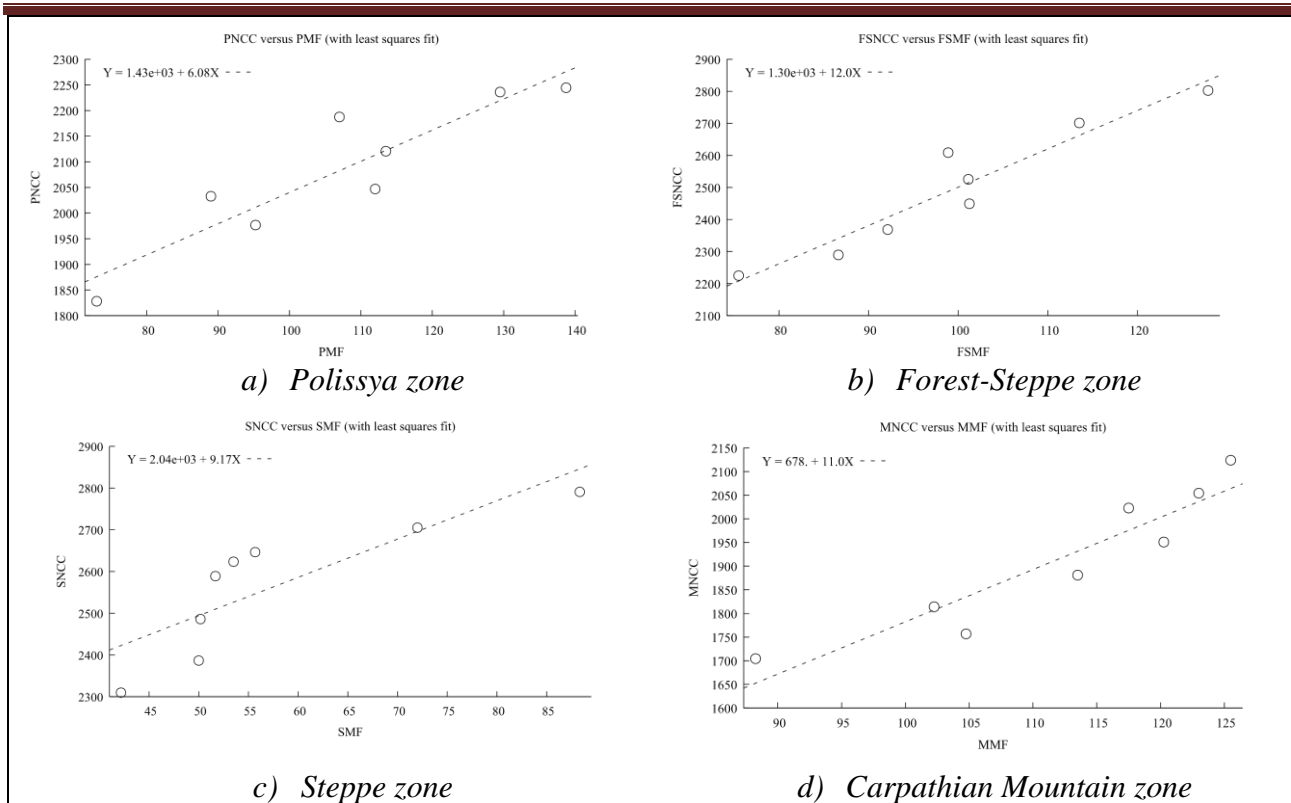 PNCC versus PMF (with least squares fit)
Y = 1.43e+03 + 6.08X
2300
2250
2200
2150
2100
2050
2000
1950
1900
1850
1800
PNCC
80 90 100 110 120 130 140
PMF
a) Polissya zone
FSNCC versus FSMF (with least squares fit)
Y = 1.30e+03 + 12.0X
2900
2800
2700
2600
2500
2400
2300
2200
2100
FSNCC
80 90 100 110 120
FSMF
b) Forest-Steppe zone
SNCC versus SMF (with least squares fit)
Y = 2.04e+03 + 9.17X
2900
2800
2700
2600
2500
2400
2300
SNCC
45 50 55 60 65 70 75 80 85
SMF
c) Steppe zone
MNCC versus MMF (with least squares fit)
Y = 678. + 11.0X
2150
2100
2050
2000
1950
1900
1850
1800
1750
1700
1650
1600
MNCC
90 95 100 105 110 115 120 125
MMF
d) Carpathian Mountain zone